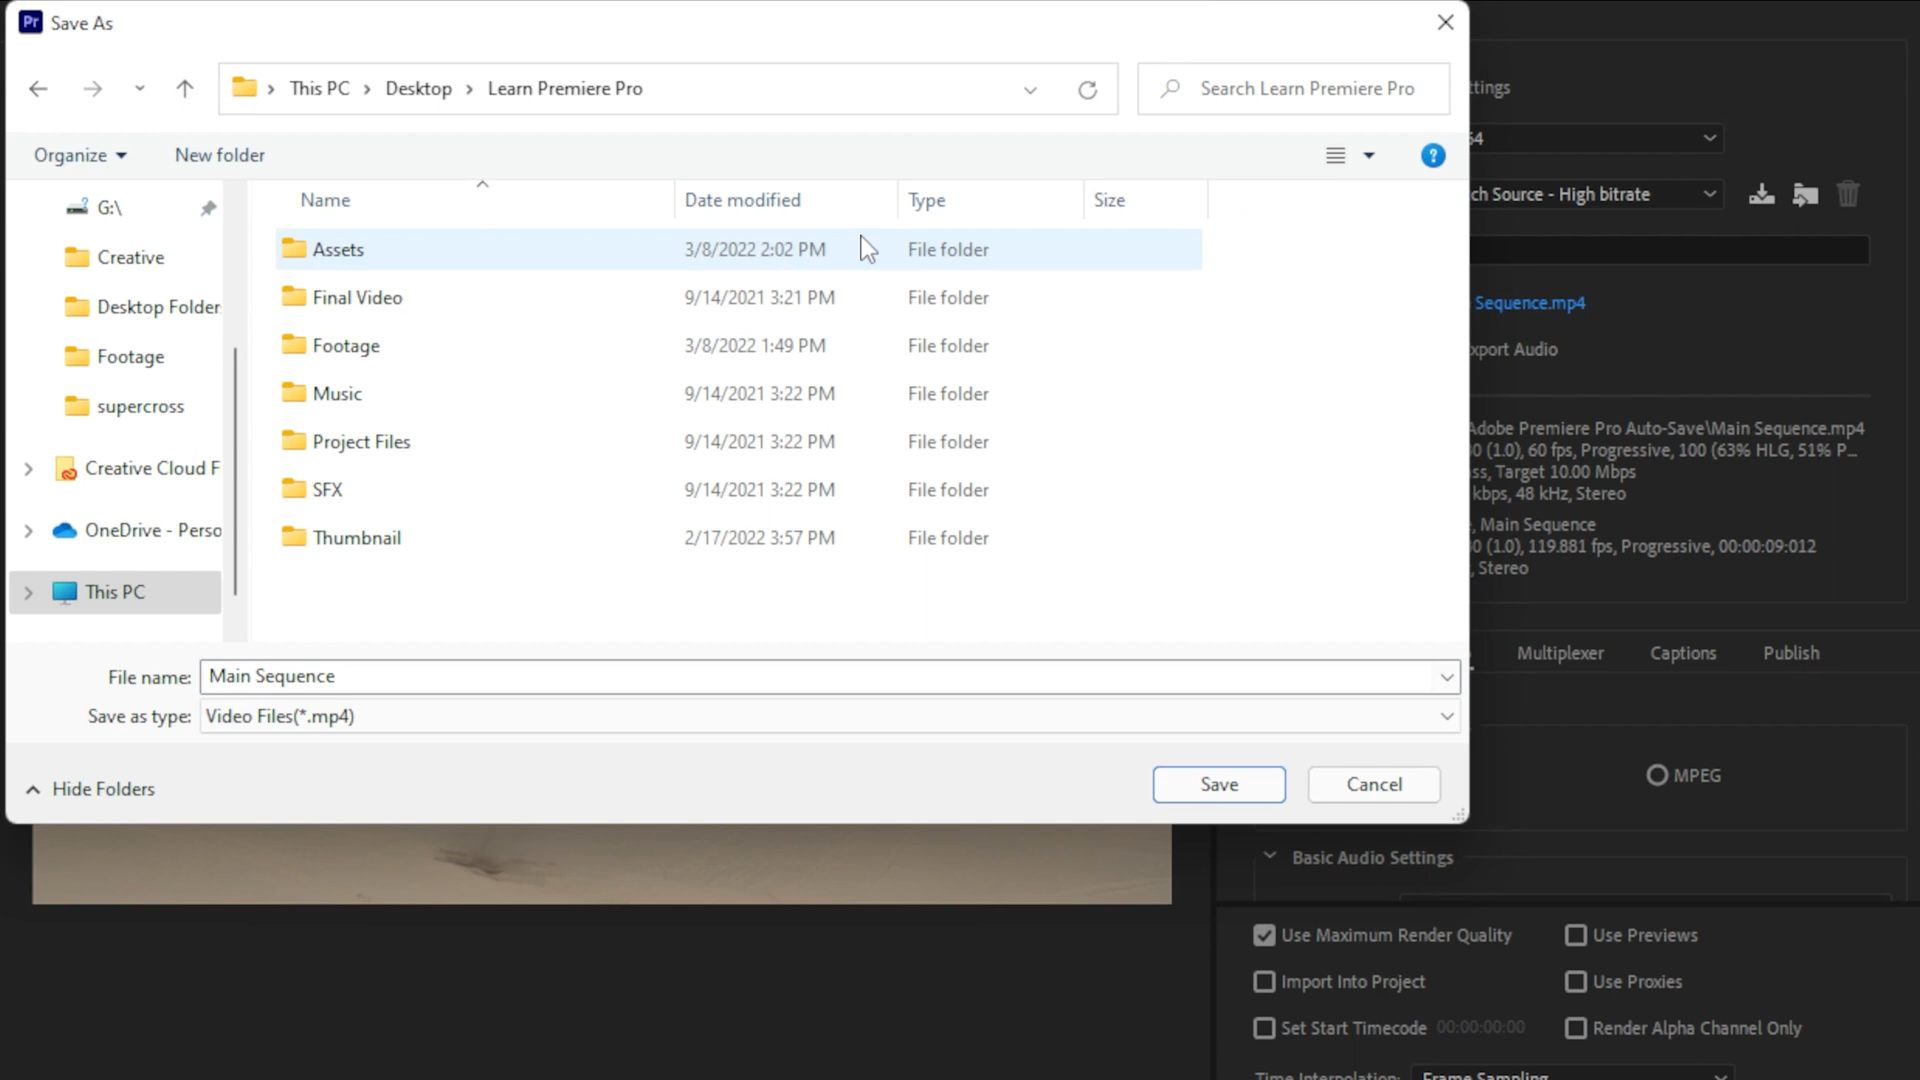 Pr Save As
This PC > Desktop > Learn Premiere Pro
Search Learn Premiere Pro
Organize
New folder
?
Name
Date modified
Type
Size
G:\
Creative
Desktop Folder
Footage
supercross
Creative Cloud F
OneDrive - Perso
This PC
Assets 3/8/2022 2:02 PM File folder
Final Video 9/14/2021 3:21 PM File folder
Footage 3/8/2022 1:49 PM File folder
Music 9/14/2021 3:22 PM File folder
Project Files 9/14/2021 3:22 PM File folder
SFX 9/14/2021 3:22 PM File folder
Thumbnail 2/17/2022 3:57 PM File folder
File name: Main Sequence
Save as type: Video Files(*.mp4)
Hide Folders
Save
Cancel
ttings
64
ch Source - High bitrate
Sequence.mp4
xport Audio
Adobe Premiere Pro Auto-Save\Main Sequence.mp4
0 (1.0), 60 fps, Progressive, 100 (63% HLG, 51% P...
ss, Target 10.00 Mbps
kbps, 48 kHz, Stereo
, Main Sequence
0 (1.0), 119.881 fps, Progressive, 00:00:09:012
, Stereo
Multiplexer
Captions
Publish
MPEG
Basic Audio Settings
Use Maximum Render Quality
Use Previews
Import Into Project
Use Proxies
Set Start Timecode 00:00:00:00
Render Alpha Channel Only
Time Interpolation: Frame Sampling